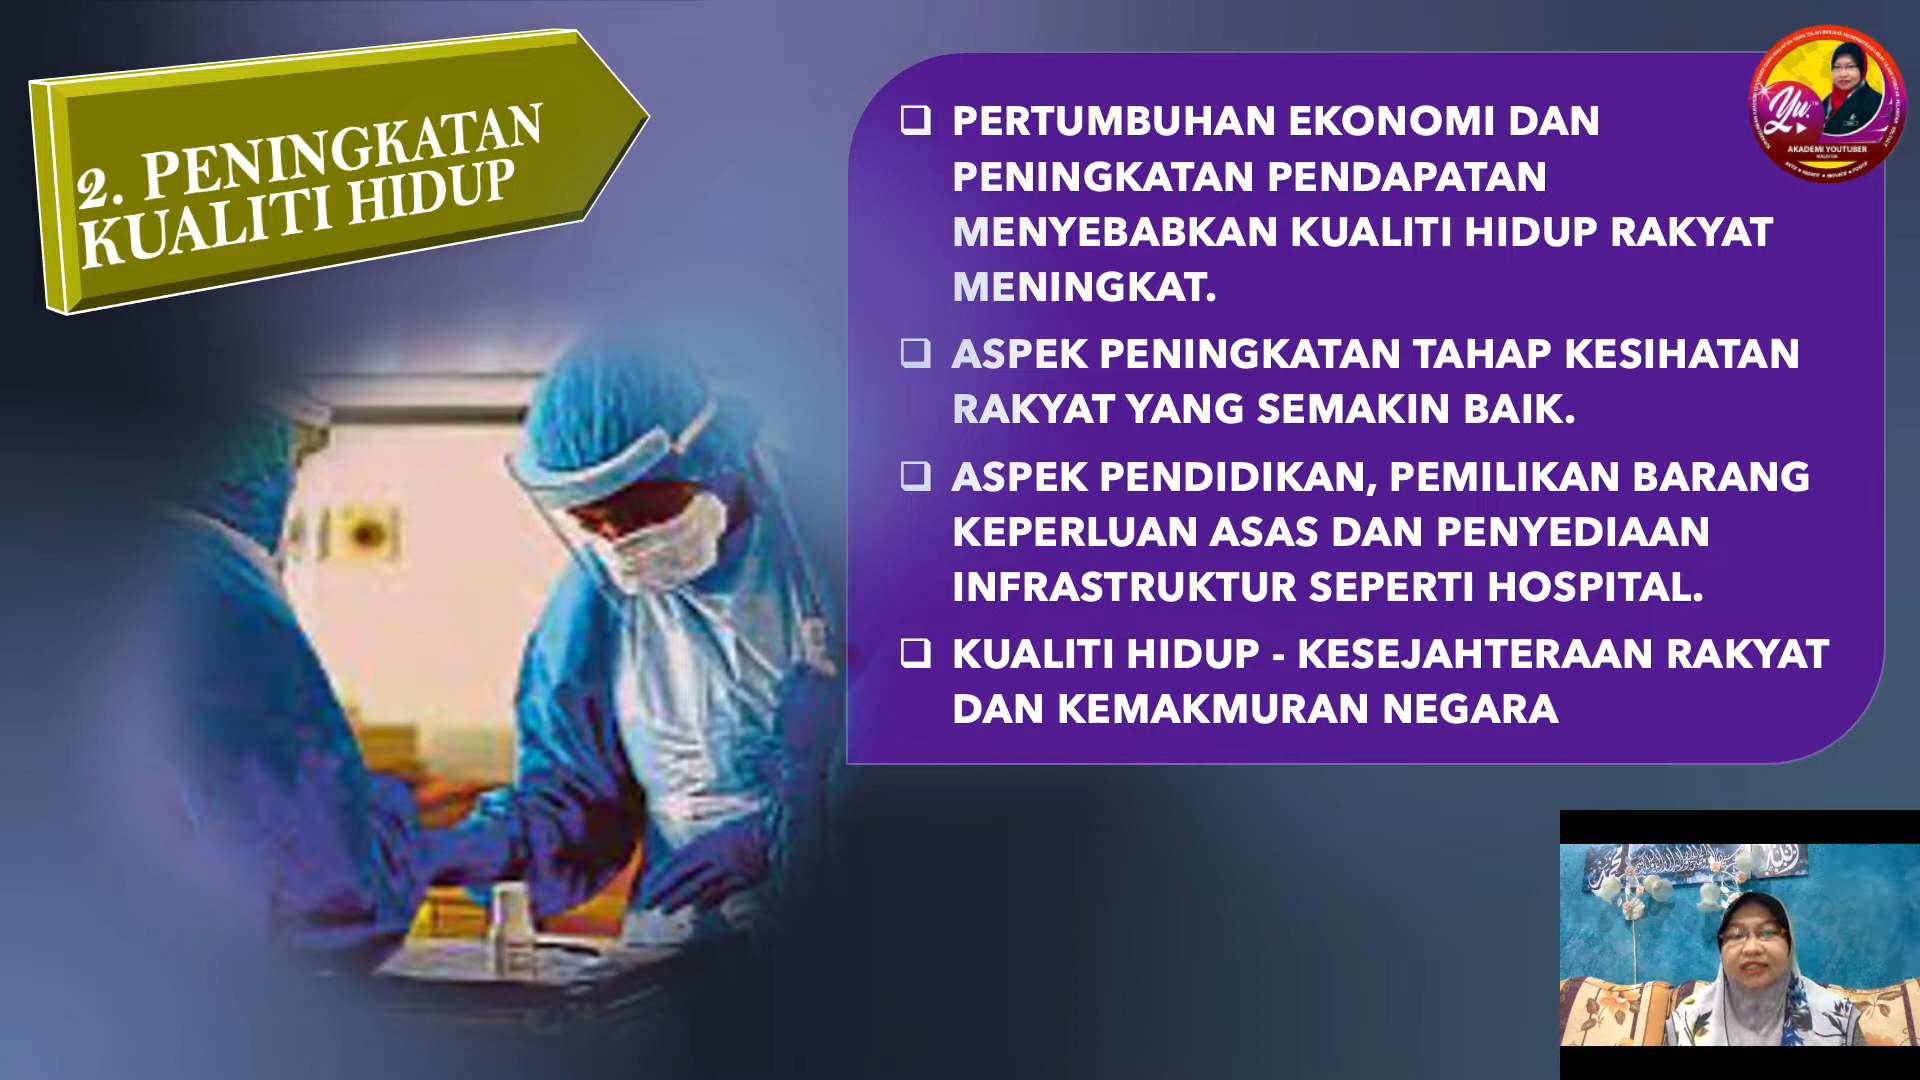 2. PENINGKATAN
KUALITI HIDUP
❑ PERTUMBUHAN EKONOMI DAN
PENINGKATAN PENDAPATAN
MENYEBABKAN KUALITI HIDUP RAKYAT
MENINGKAT.
❑ ASPEK PENINGKATAN TAHAP KESIHATAN
RAKYAT YANG SEMAKIN BAIK.
❑ ASPEK PENDIDIKAN, PEMILIKAN BARANG
KEPERLUAN ASAS DAN PENYEDIAAN
INFRASTRUKTUR SEPERTI HOSPITAL.
❑ KUALITI HIDUP - KESEJAHTERAAN RAKYAT
DAN KEMAKMURAN NEGARA
Yu
AKADEMI YOUTUBER
MALAYSIA